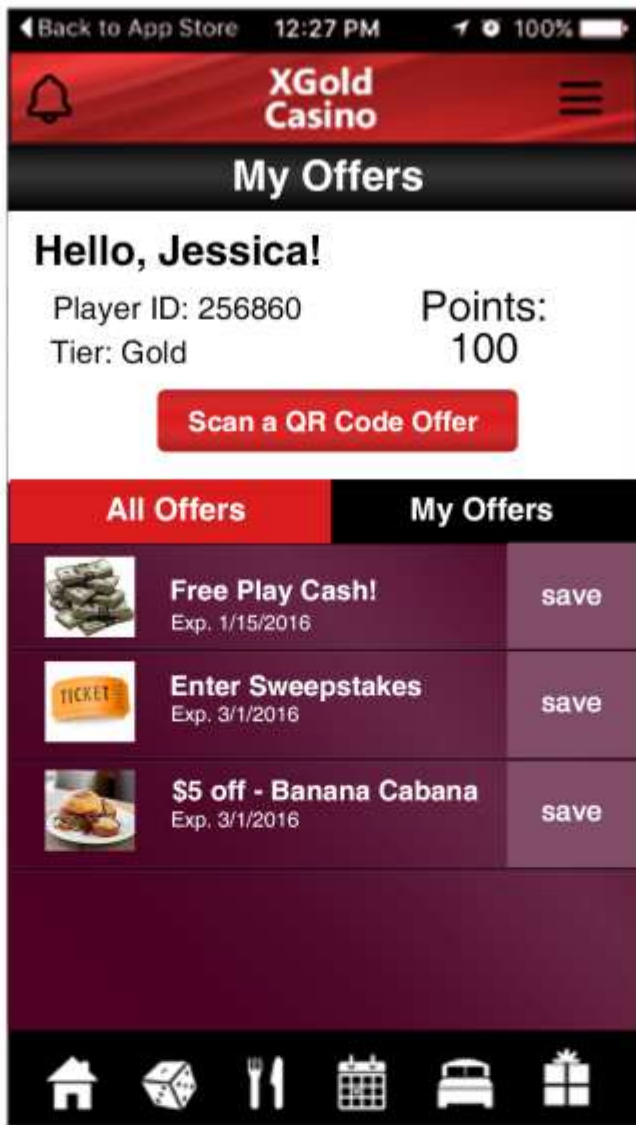 Back to App Store 12:27 PM 100%
XGold
Casino
My Offers
Hello, Jessica!
Player ID: 256860
Tier: Gold
Points:
100
Scan a QR Code Offer
All Offers My Offers
Free Play Cash!
Exp. 1/15/2016
save
TICKET
Enter Sweepstakes
Exp. 3/1/2016
save
$5 off - Banana Cabana
Exp. 3/1/2016
save